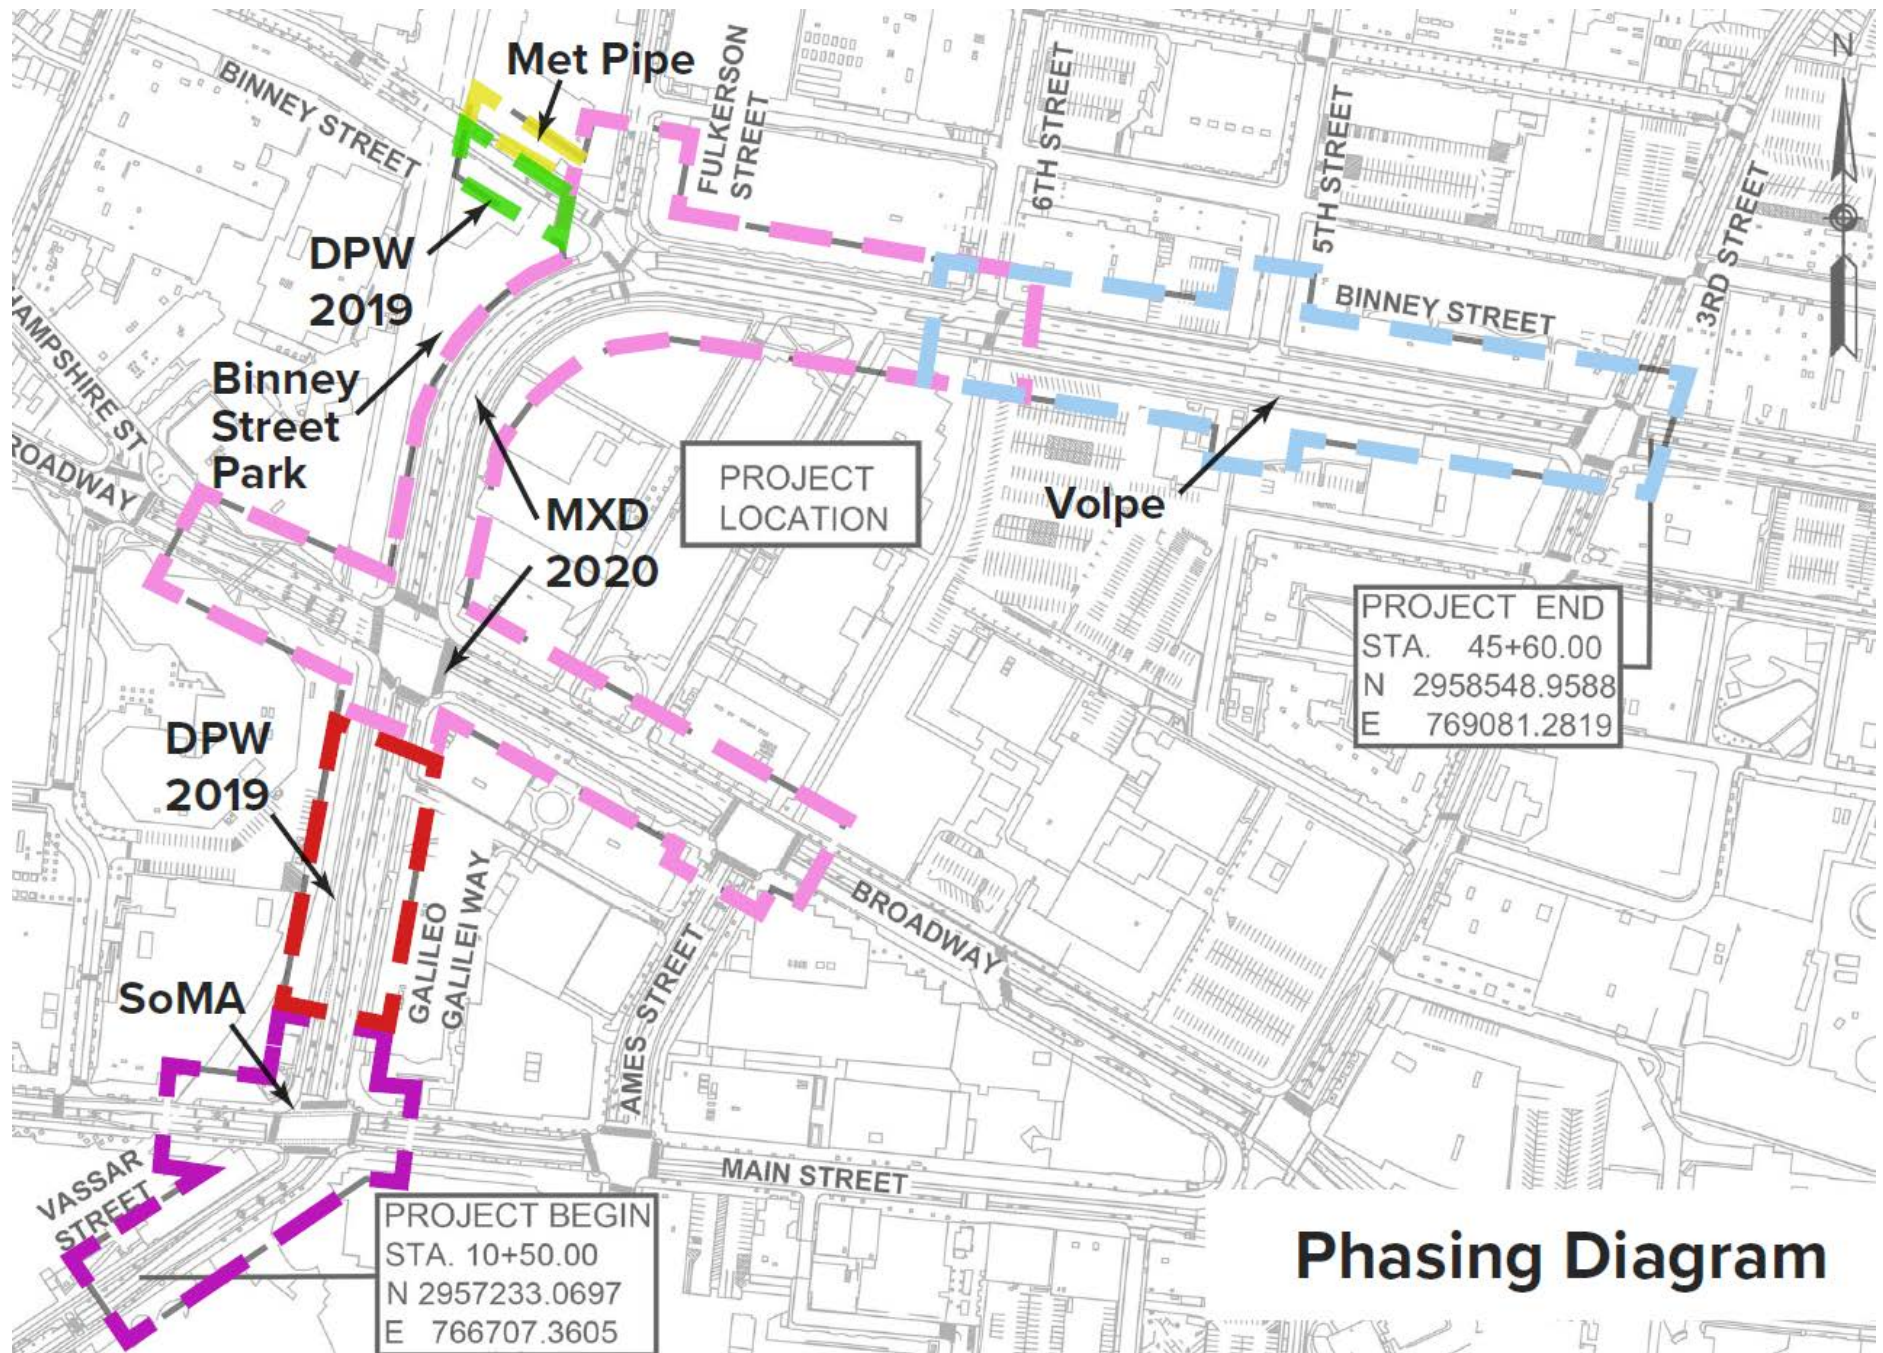 Met Pipe
N
BINNEY STREET
FULKERSON
STREET
6TH STREET
5TH STREET
3RD STREET
DPW
2019
BINNEY STREET
HAMPSHIRE ST
Binney
Street
Park
ROADWAY
PROJECT
LOCATION
MXD
2020
Volpe
PROJECT END
STA. 45+60.00
N 2958548.9588
E 769081.2819
DPW
2019
GALILEO
GALILEI WAY
BROADWAY
AMES STREET
SoMA
MAIN STREET
VASSAR
STREET
PROJECT BEGIN
STA. 10+50.00
N 2957233.0697
E 766707.3605
Phasing Diagram